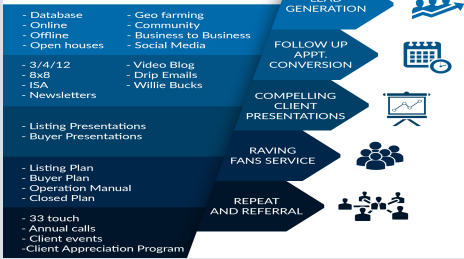 LEAD
GENERATION
- Database
- Online
- Offline
- Open houses
- Geo farming
- Community
- Business to Business
- Social Media
FOLLOW UP
APPT.
CONVERSION
- 3/4/12
- 8x8
- ISA
- Newsletters
- Video Blog
- Drip Emails
- Willie Bucks
COMPELLING
CLIENT
PRESENTATIONS
- Listing Presentations
- Buyer Presentations
RAVING
FANS SERVICE
- Listing Plan
- Buyer Plan
- Operation Manual
- Closed Plan
REPEAT
AND REFERRAL
- 33 touch
- Annual calls
- Client events
-Client Appreciation Program